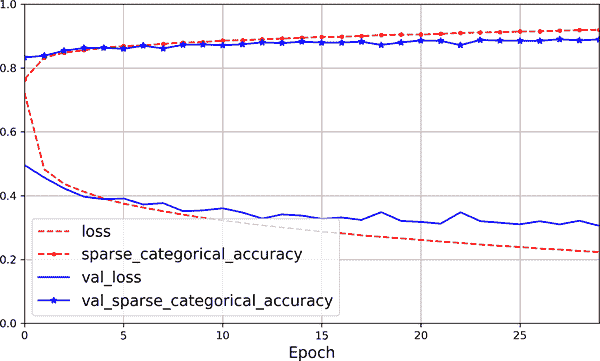 1.0
0.8
0.6
0.4
0.2
0.0
loss
sparse_categorical_accuracy
val_loss
val_sparse_categorical_accuracy
0 5 10 15 20 25
Epoch